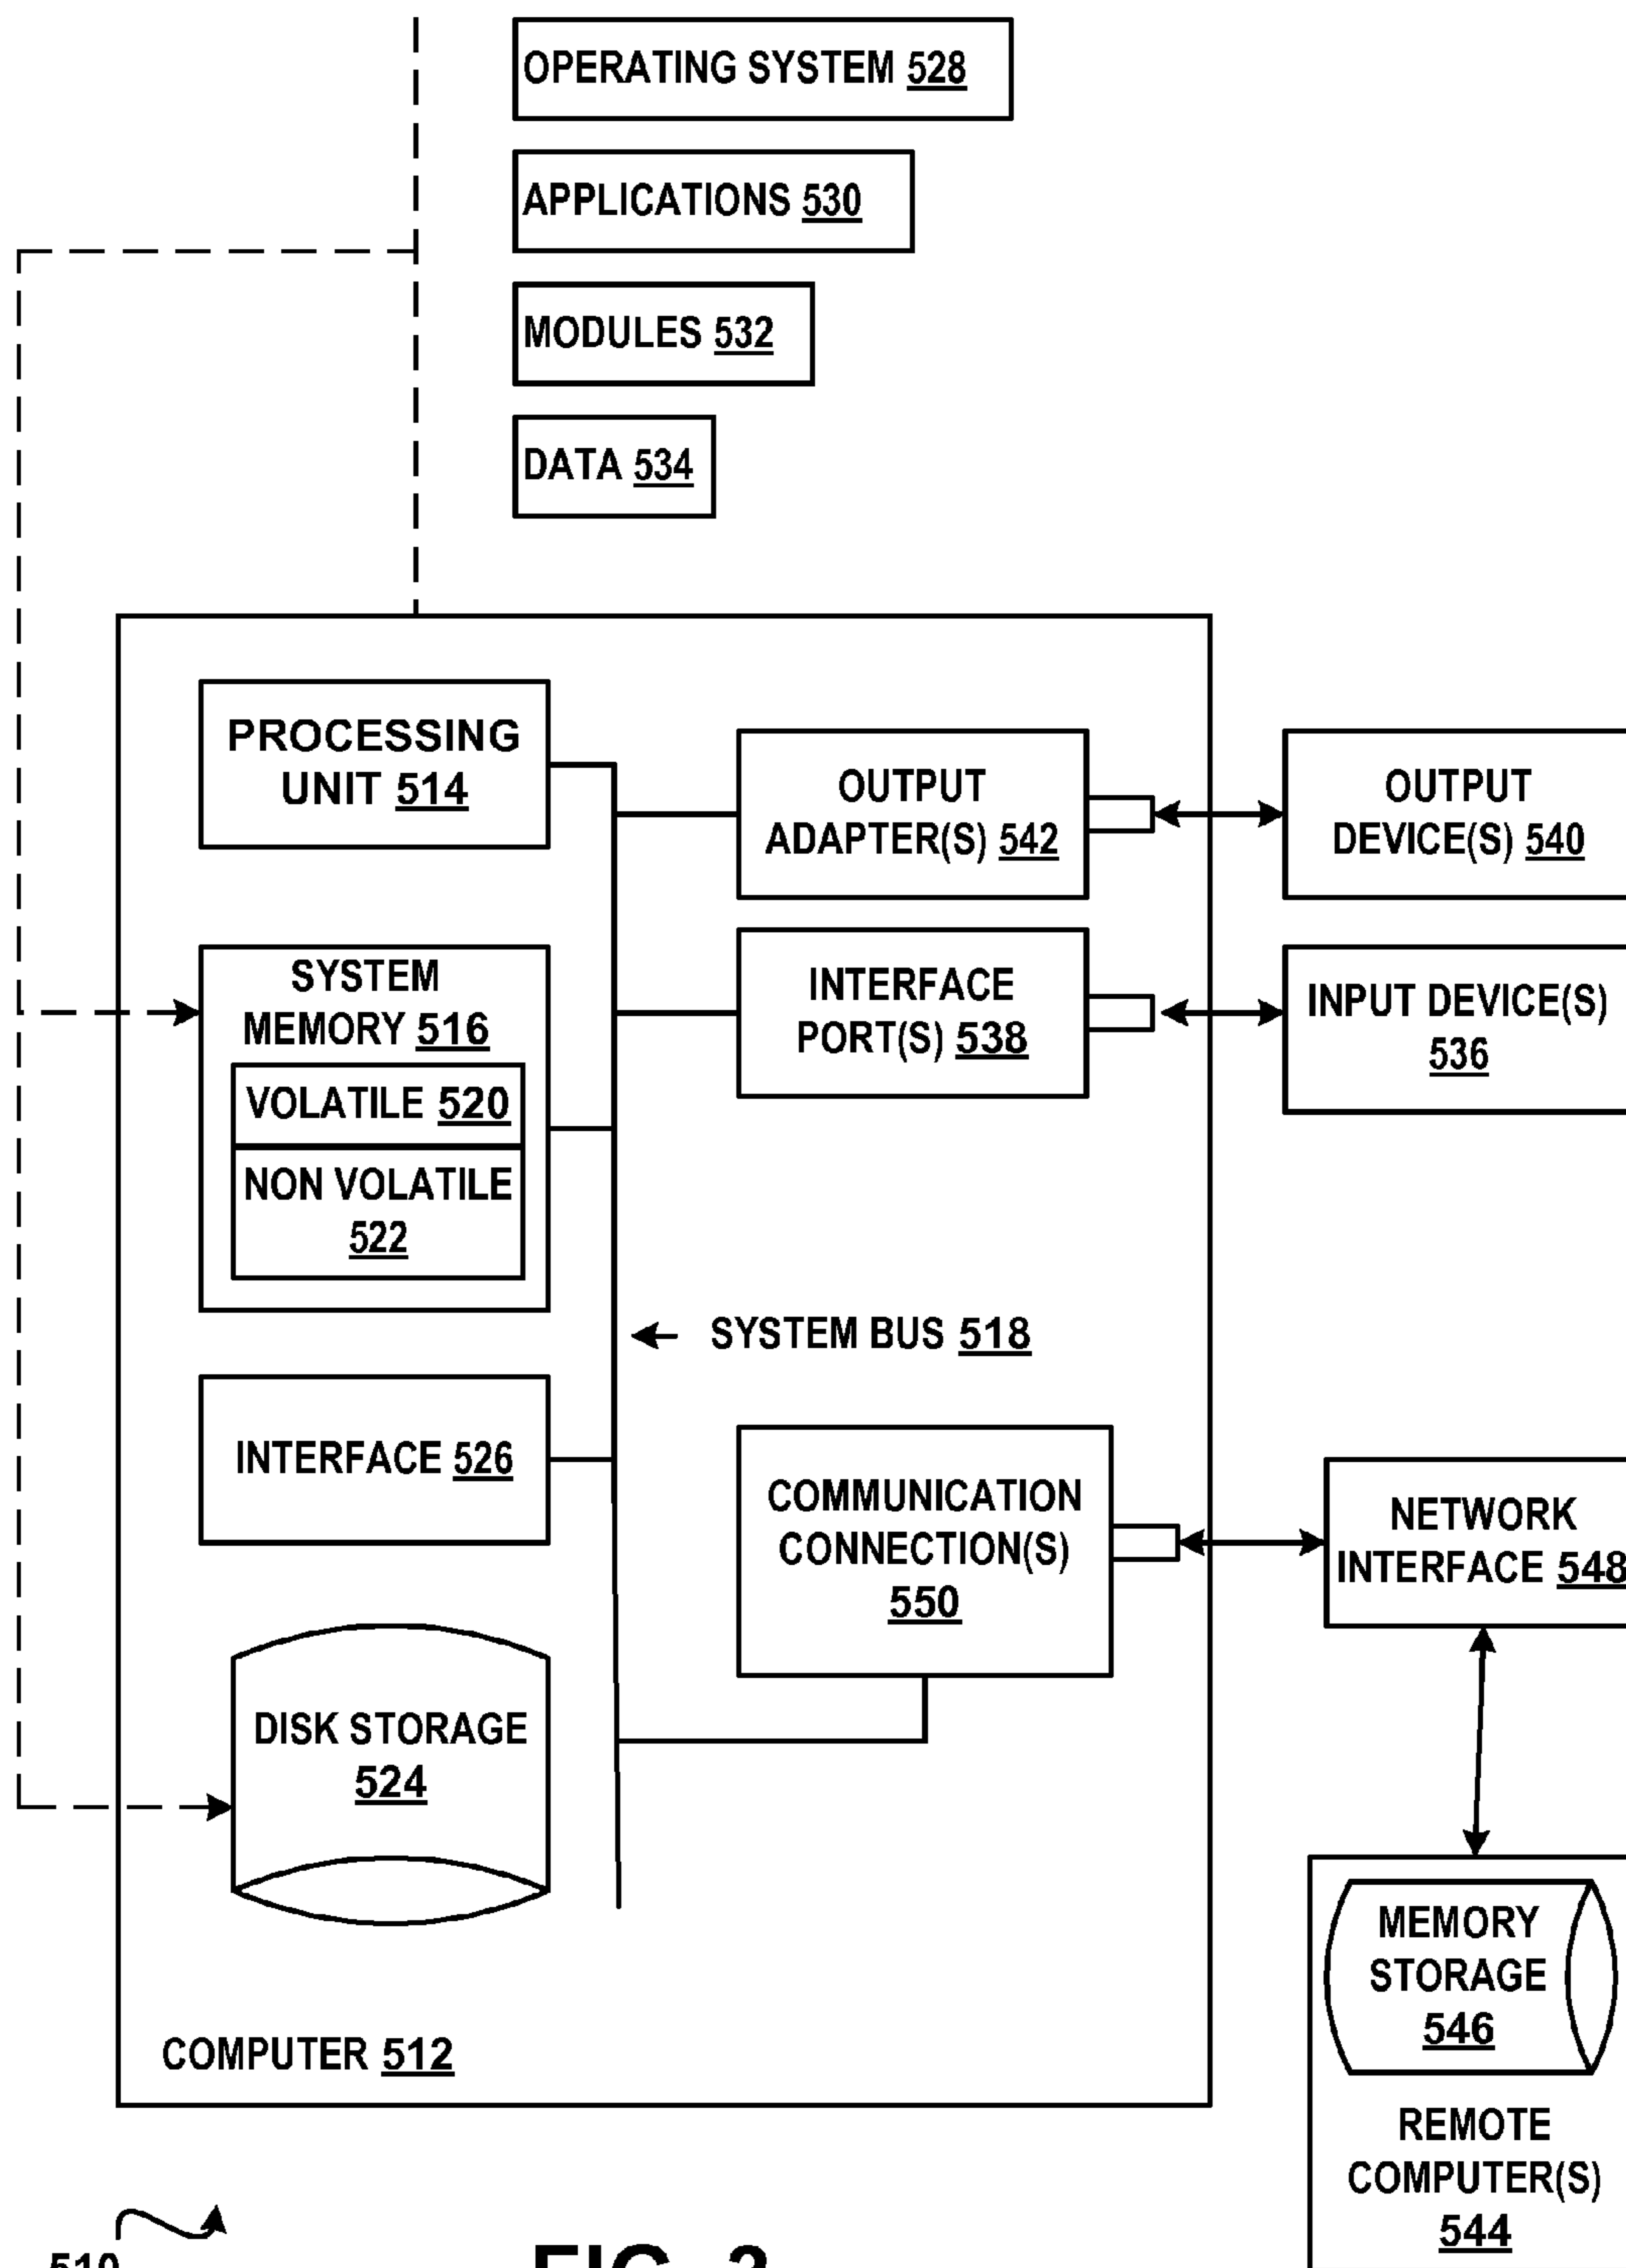 OPERATING SYSTEM 528
APPLICATIONS 530
MODULES 532
DATA 534
PROCESSING
UNIT 514
OUTPUT
ADAPTER(S) 542
OUTPUT
DEVICE(S) 540
SYSTEM
MEMORY 516
VOLATILE 520
NON VOLATILE
522
INTERFACE
PORT(S) 538
INPUT DEVICE(S)
536
SYSTEM BUS 518
INTERFACE 526
COMMUNICATION
CONNECTION(S)
550
NETWORK
INTERFACE 548
DISK STORAGE
524
MEMORY
STORAGE
546
REMOTE
COMPUTER(S)
544
COMPUTER 512
510
FIG.